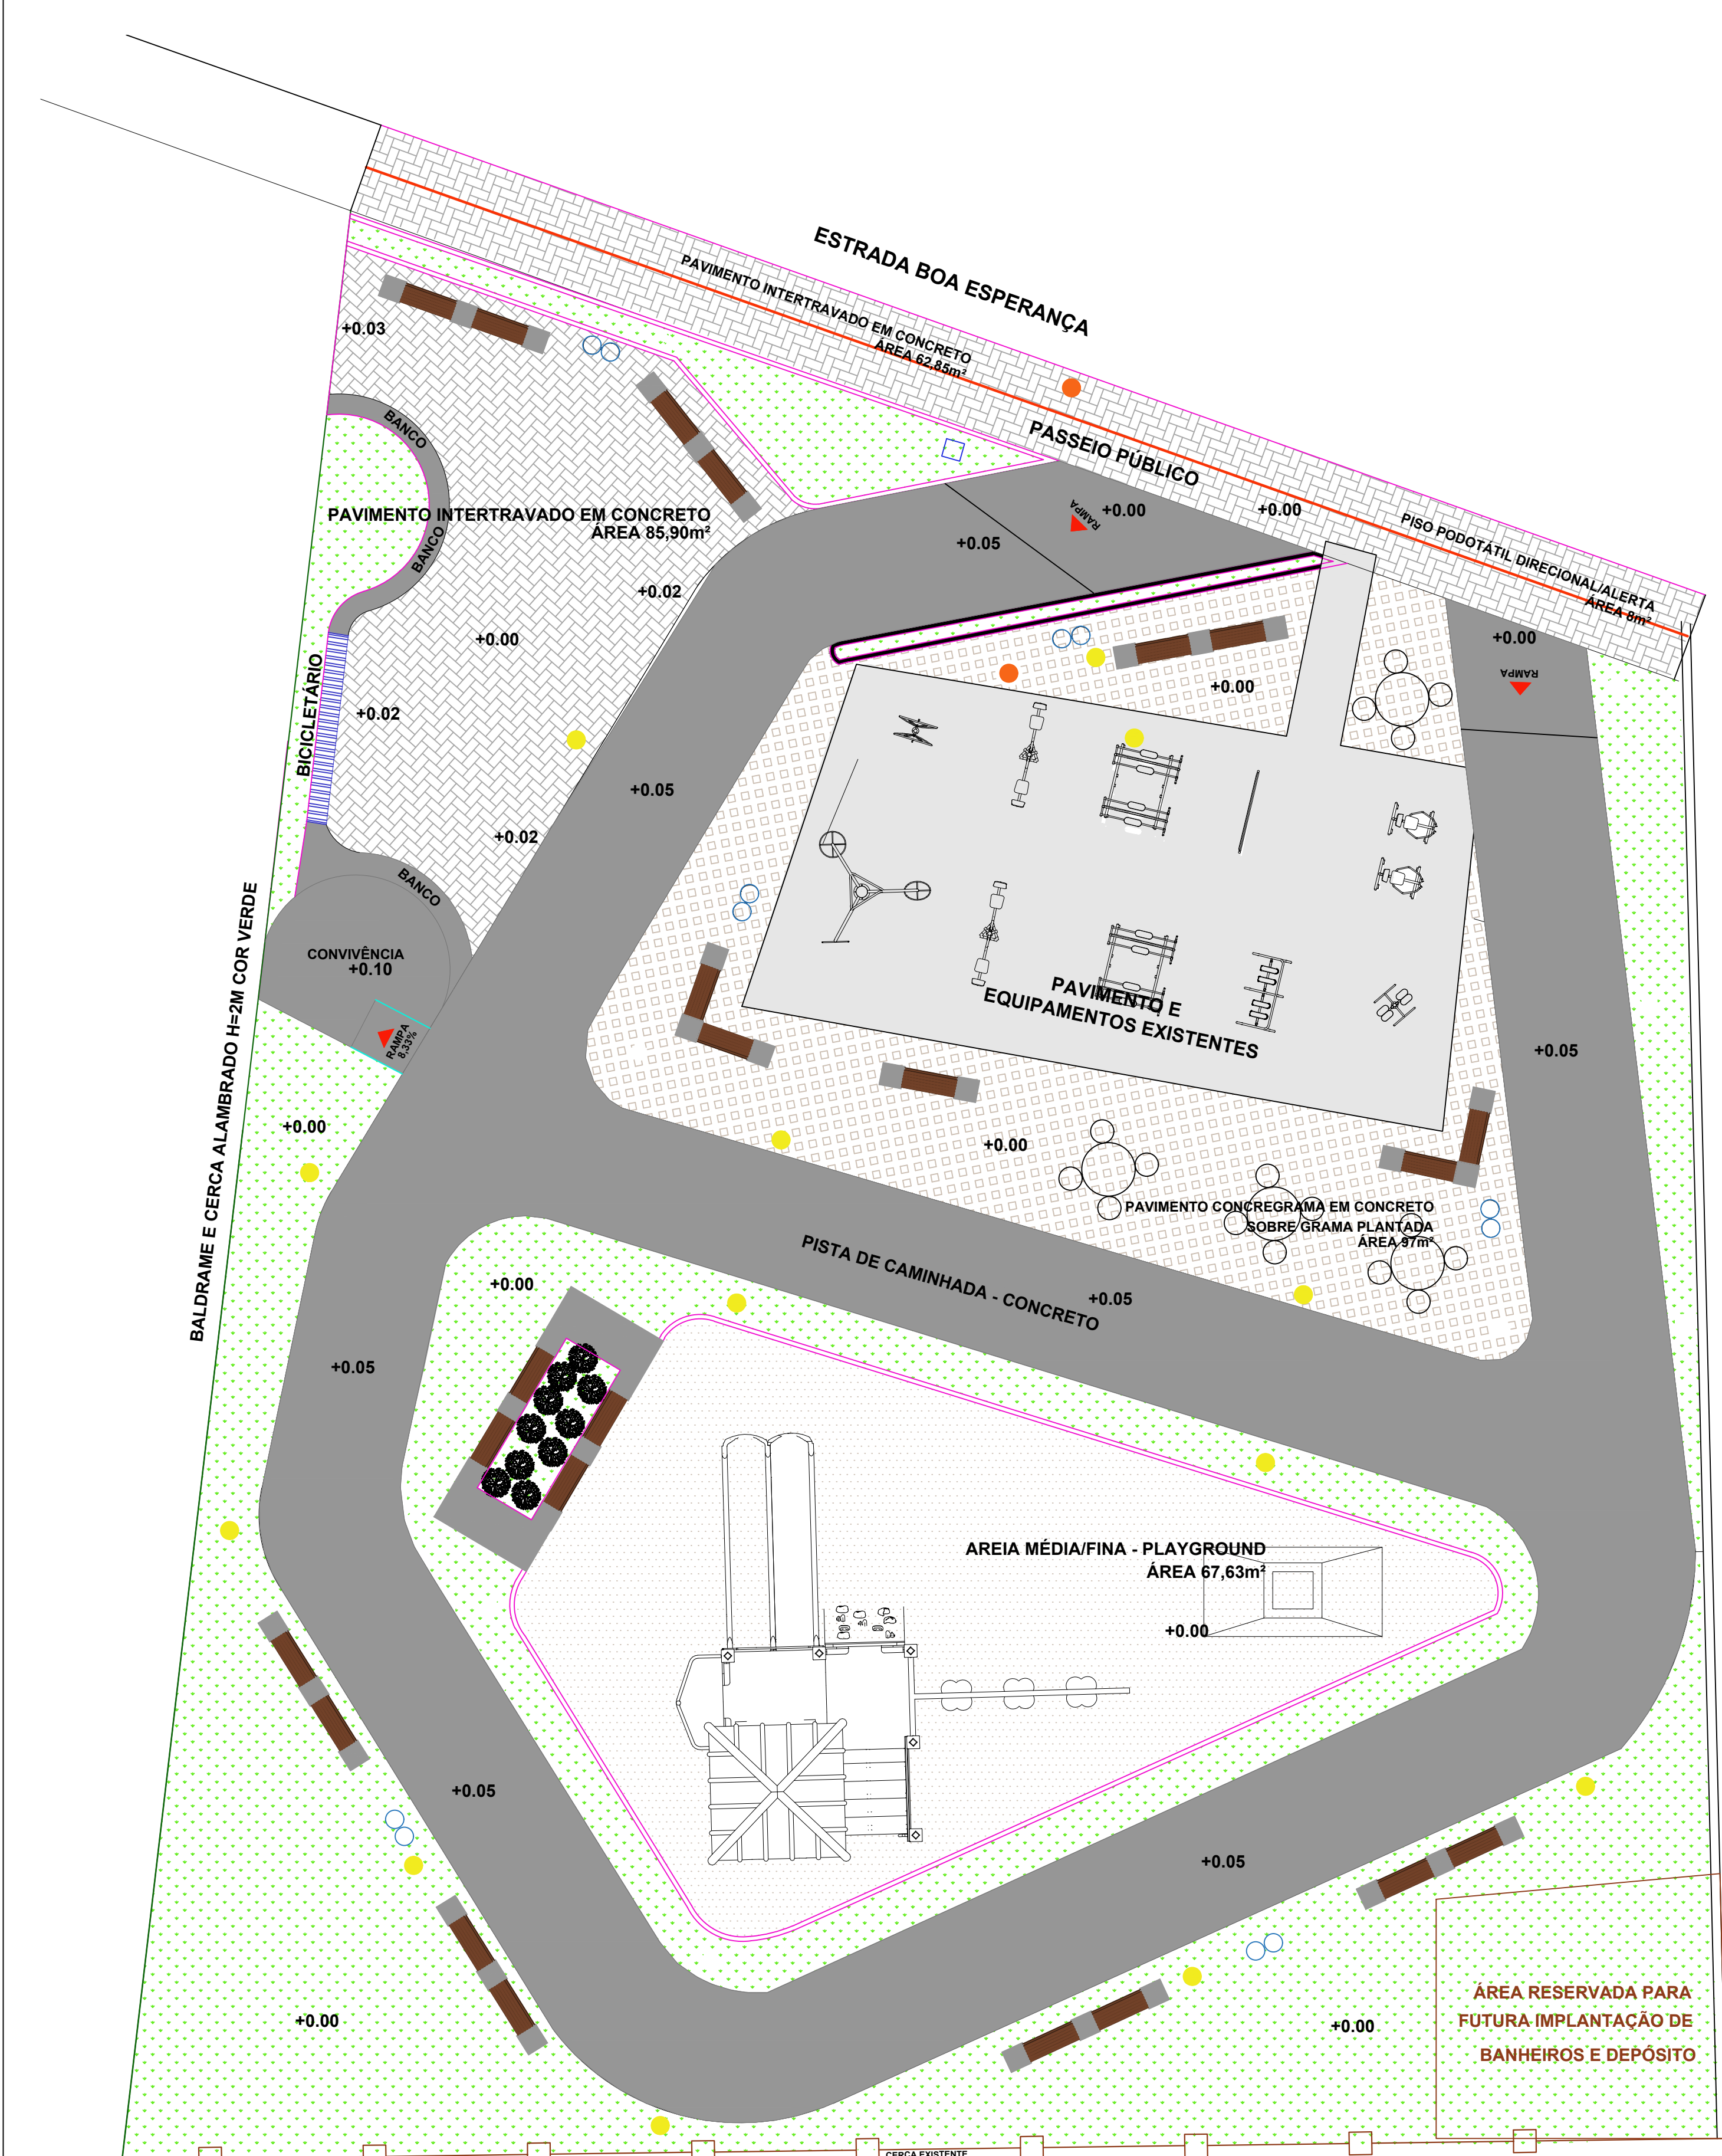 ESTRADA BOA ESPERANÇA
PAVIMENTO INTERTRAVADO EM CONCRETO
ÁREA 62,85m²
+0.03
BANCO
PASSEIO PÚBLICO
PAVIMENTO INTERTRAVADO EM CONCRETO
ÁREA 85,90m²
BANCO
RAMPA
+0.00
+0.00
+0.05
PISO PODOTÁTIL DIRECIONAL/ALERTA
ÁREA 8m²
+0.02
+0.00
+0.00
RAMPA
BICICLETÁRIO
+0.00
+0.02
+0.05
+0.02
BANCO
BALDRAME E CERCA ALAMBRADO H=2M COR VERDE
CONVIVÊNCIA
+0.10
RAMPA
8,33%
PAVIMENTO E
EQUIPAMENTOS EXISTENTES
+0.05
+0.00
+0.00
PAVIMENTO CONCREGRAMA EM CONCRETO
SOBRE GRAMA PLANTADA
ÁREA 97m²
+0.00
PISTA DE CAMINHADA - CONCRETO
+0.05
+0.05
AREIA MÉDIA/FINA - PLAYGROUND
ÁREA 67,63m²
+0.00
+0.05
+0.05
ÁREA RESERVADA PARA
FUTURA IMPLANTAÇÃO DE
BANHEIROS E DEPÓSITO
+0.00
+0.00
CERCA EXISTENTE